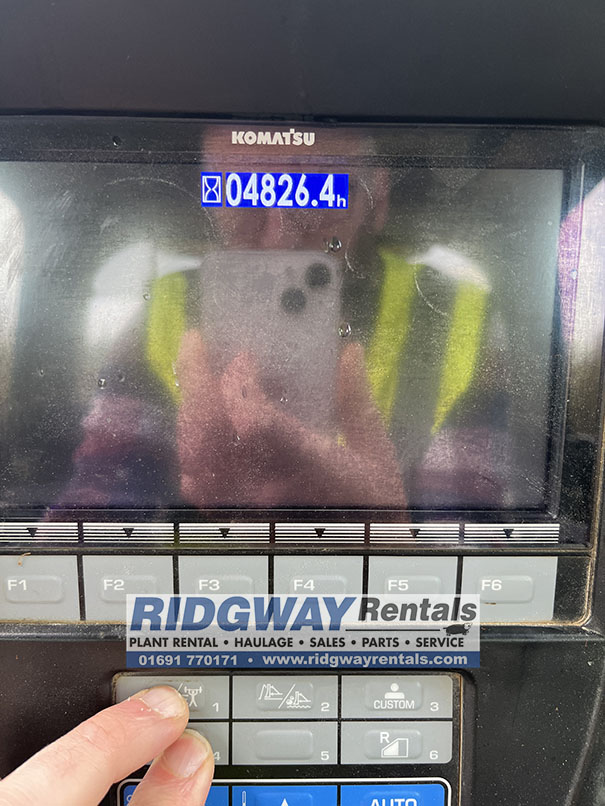 KOMATSU
04826.4h
F1 F2 F3 F4 F5 F6
RIDGWAY Rentals
PLANT RENTAL • HAULAGE • SALES • PARTS • SERVICE
01691 770171 • www.ridgwayrentals.com
1 2 CUSTOM 3
4 5 R 6
AUTO